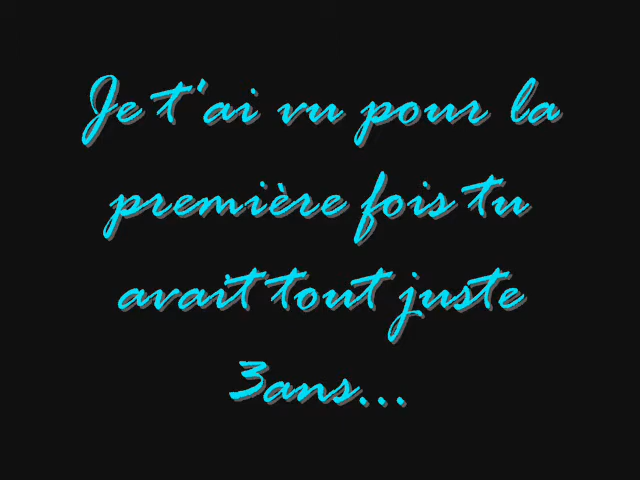 Je t'ai vu pour la
première fois tu
avait tout juste
3ans...